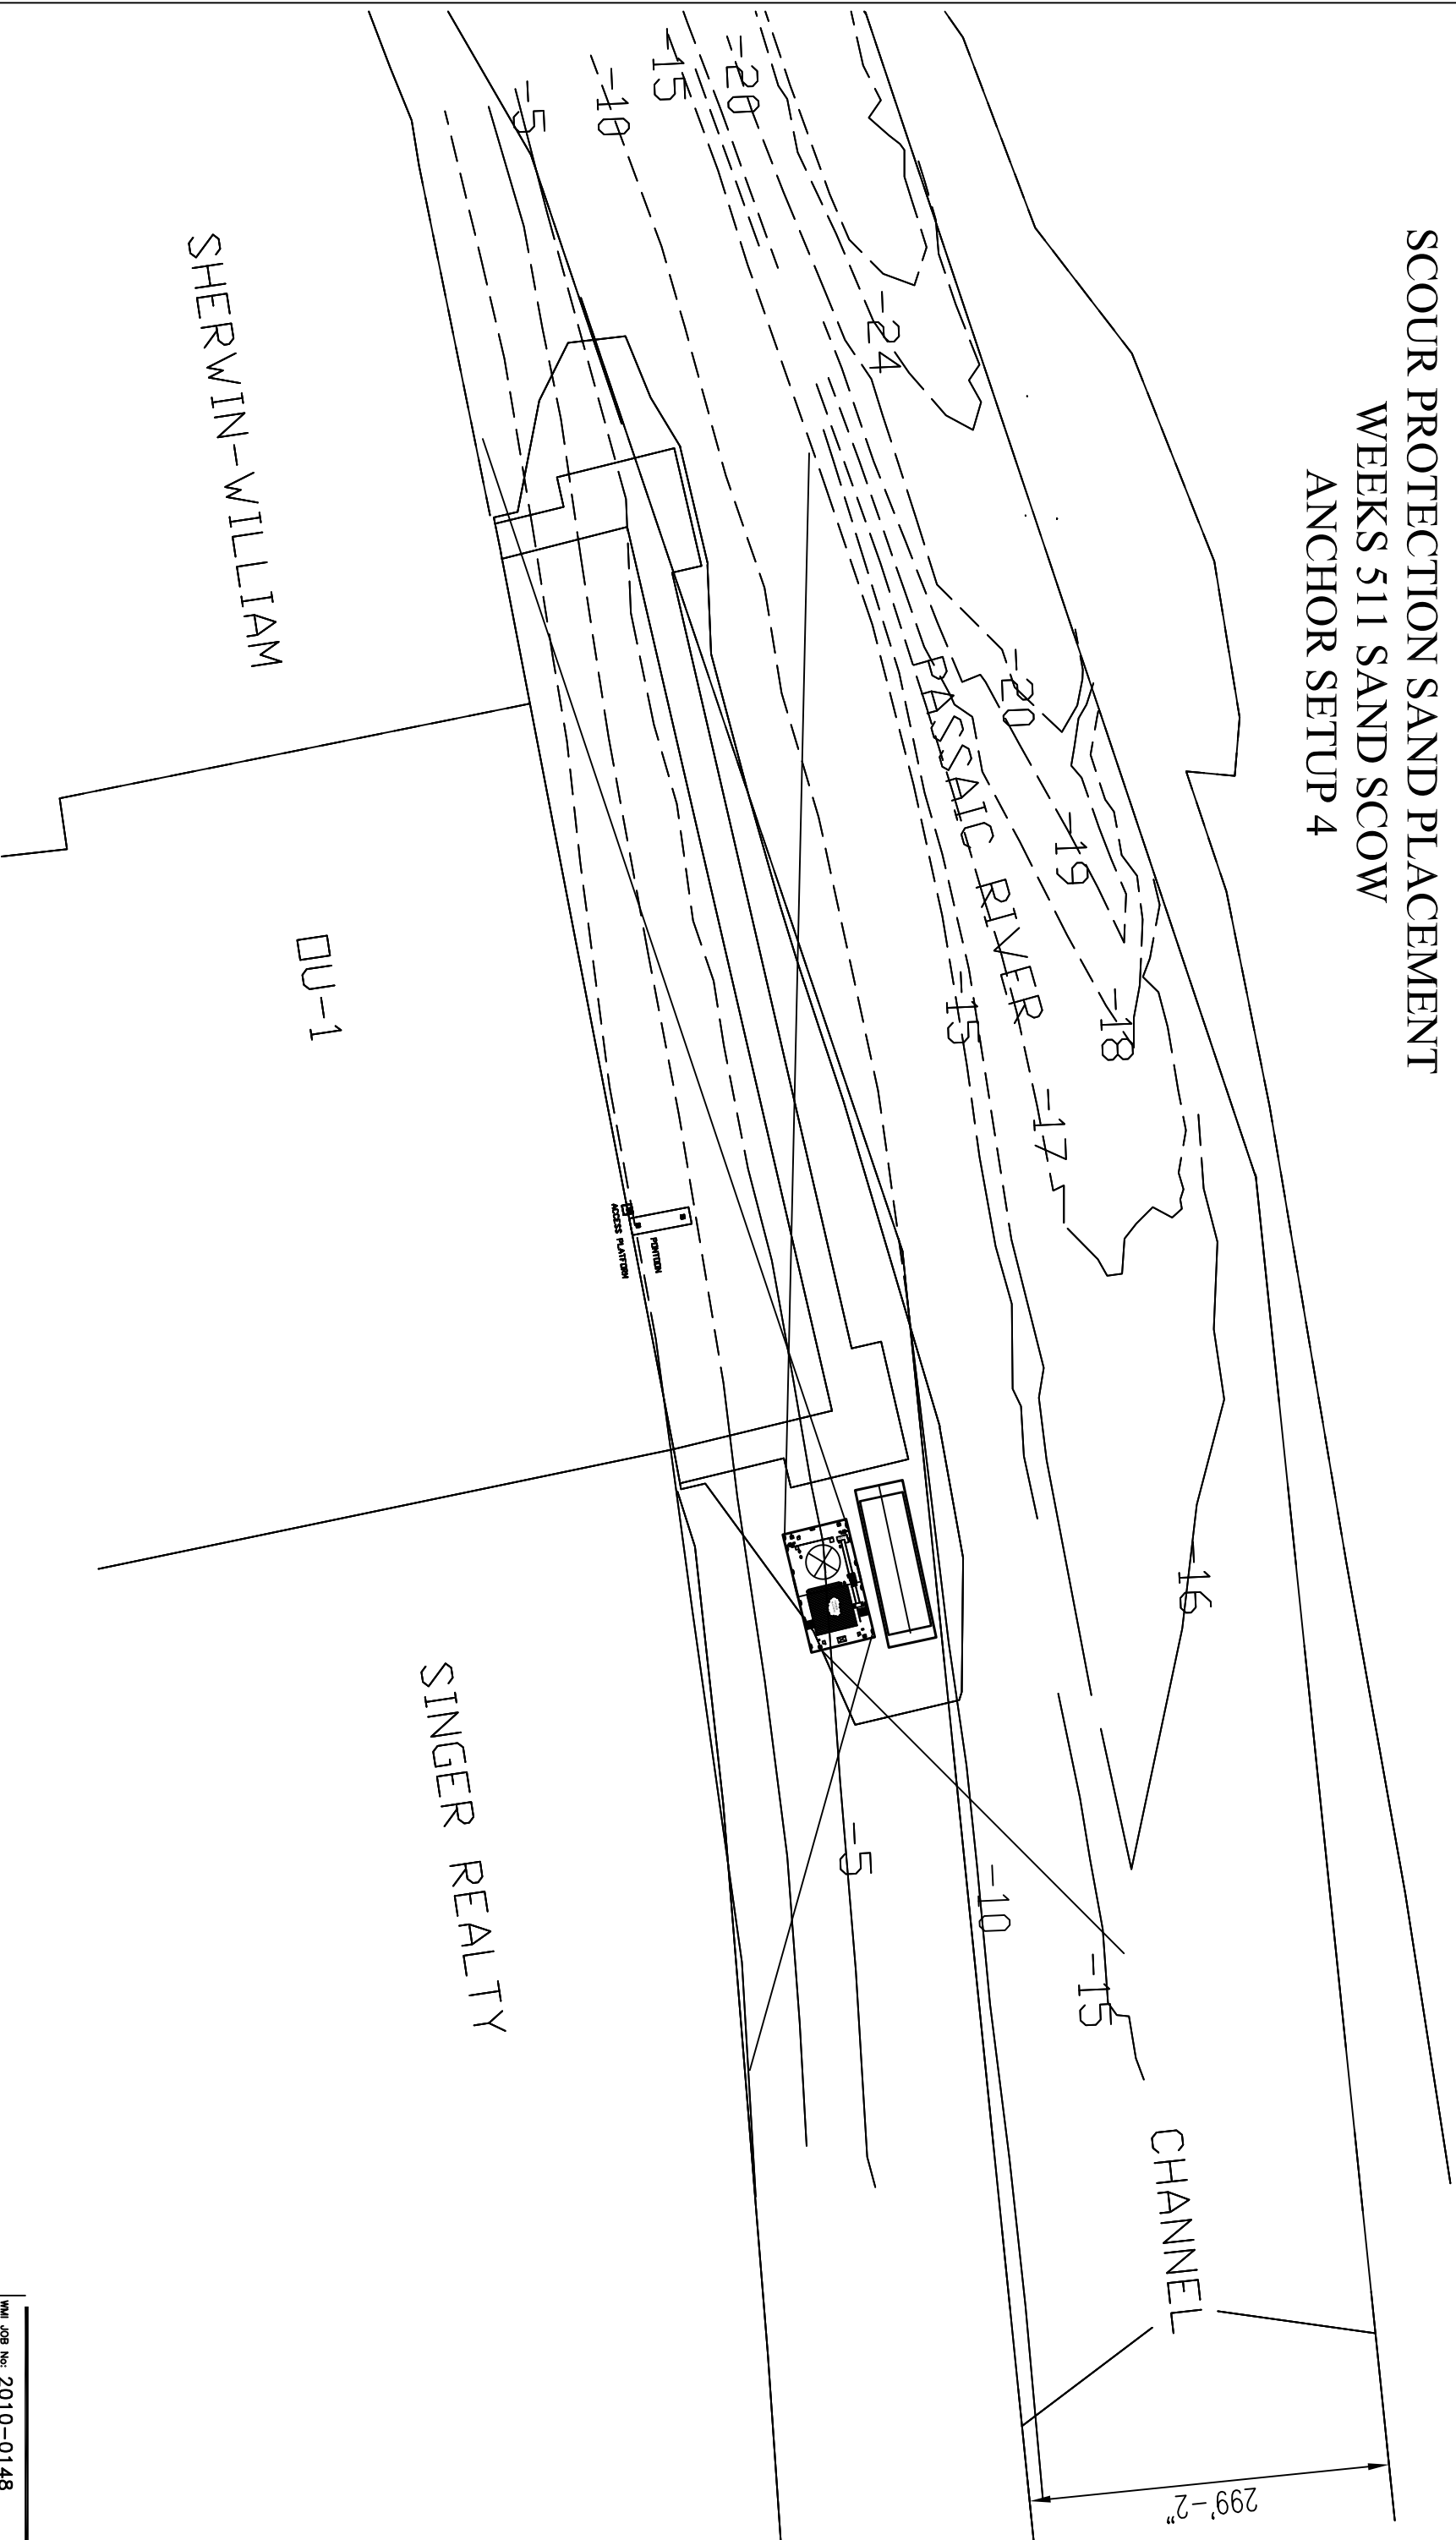 SCOUR PROTECTION SAND PLACEMENT
WEEKS 511 SAND SCOW
ANCHOR SETUP 4
-5
-10
-15
-20
-24
-20
-19
-18
-17
-15
-16
PASSAIC RIVER
SHERWIN-WILLIAM
OU-1
PONTOON
ACCESS PLATFORM
SINGER REALTY
-5
-10
-15
CHANNEL
299'-2"
WMI JOB No: 2010-0148